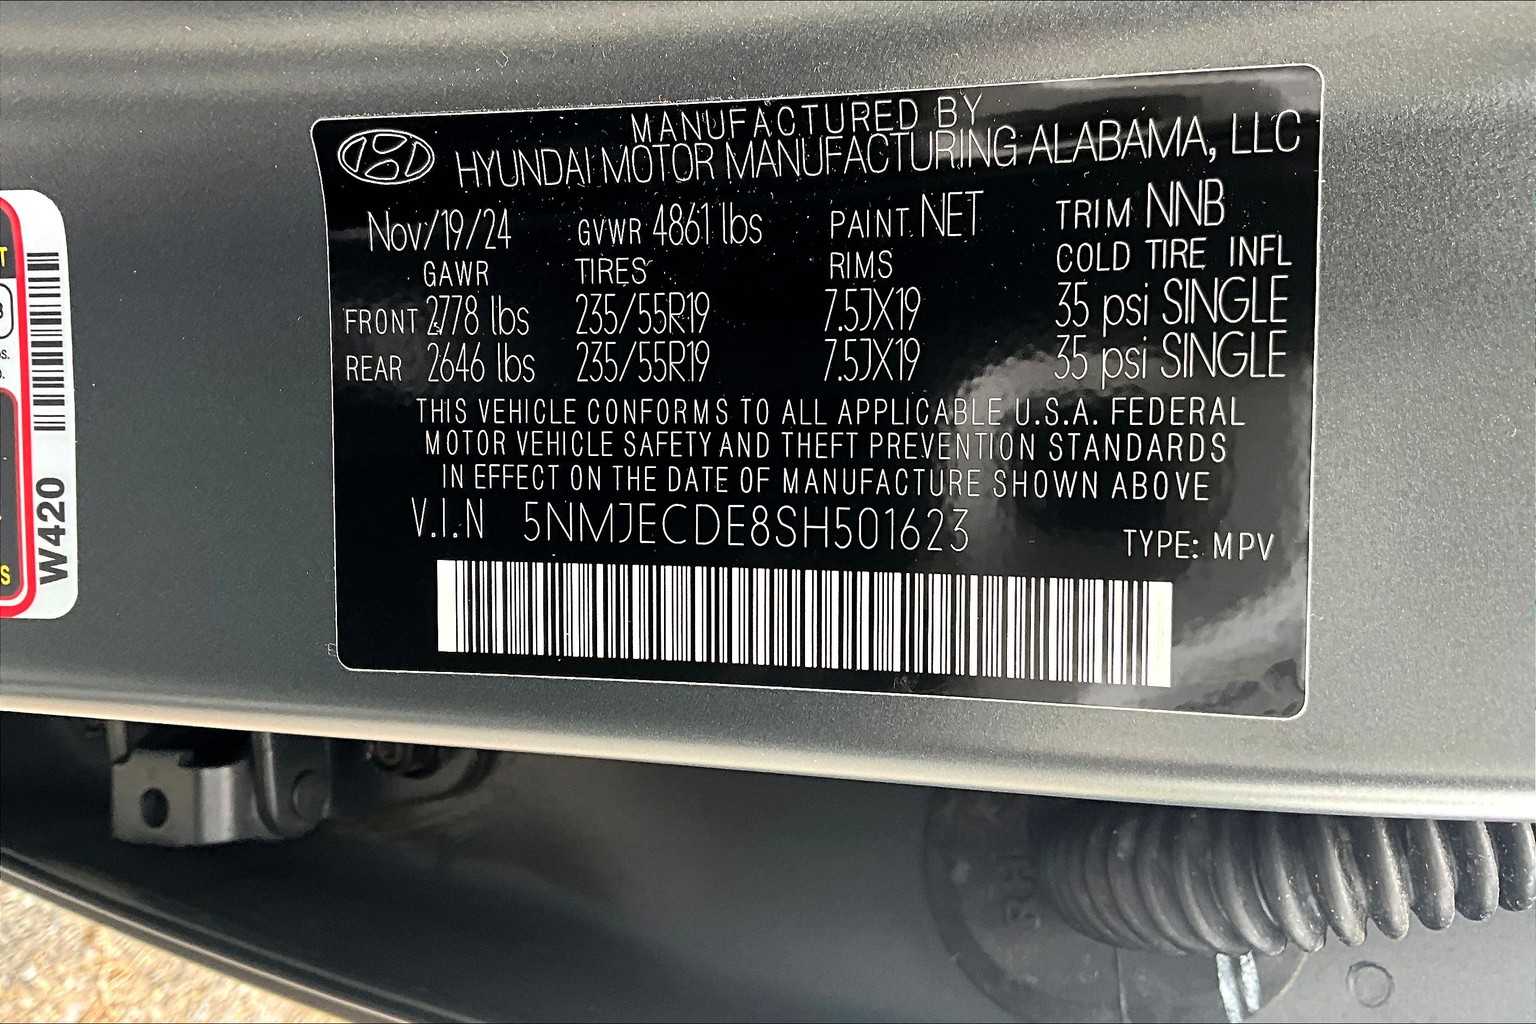 MANUFACTURED BY
HYUNDAI MOTOR MANUFACTURING ALABAMA, LLC
Nov/19/24 GVWR 4861 lbs PAINT NET TRIM NNB
GAWR TIRES RIMS COLD TIRE INFL
FRONT 2778 lbs 235/55R19 7.5JX19 35 psi SINGLE
REAR 2646 lbs 235/55R19 7.5JX19 35 psi SINGLE
THIS VEHICLE CONFORMS TO ALL APPLICABLE U.S.A. FEDERAL
MOTOR VEHICLE SAFETY AND THEFT PREVENTION STANDARDS
IN EFFECT ON THE DATE OF MANUFACTURE SHOWN ABOVE
V.I.N 5NMJECDE8SH501623 TYPE: MPV
W420
RH